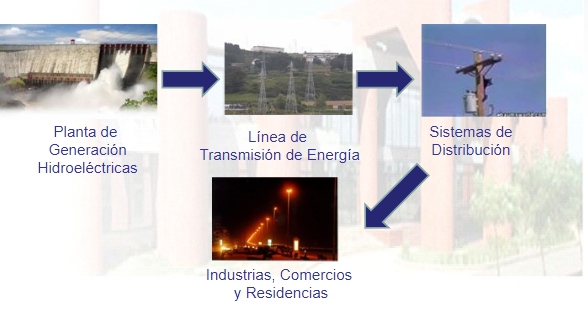 Planta de
Generación
Hidroeléctricas
Línea de
Transmisión de Energía
Sistemas de
Distribución
Industrias, Comercios
y Residencias